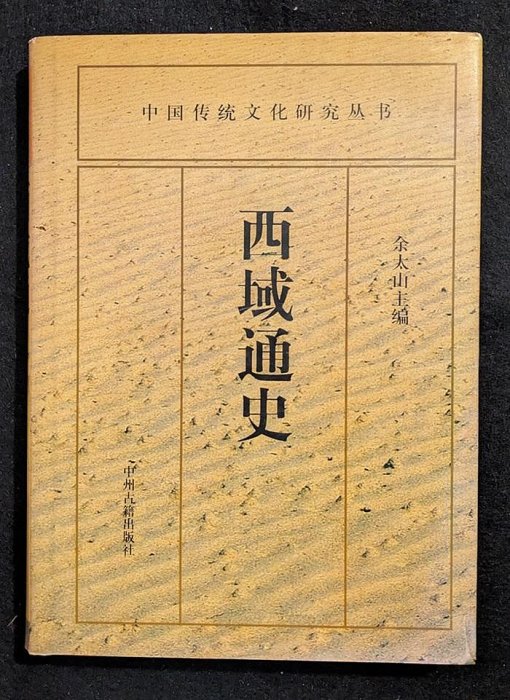 中国传统文化研究丛书
余太山主编
西域通史
中州古籍出版社